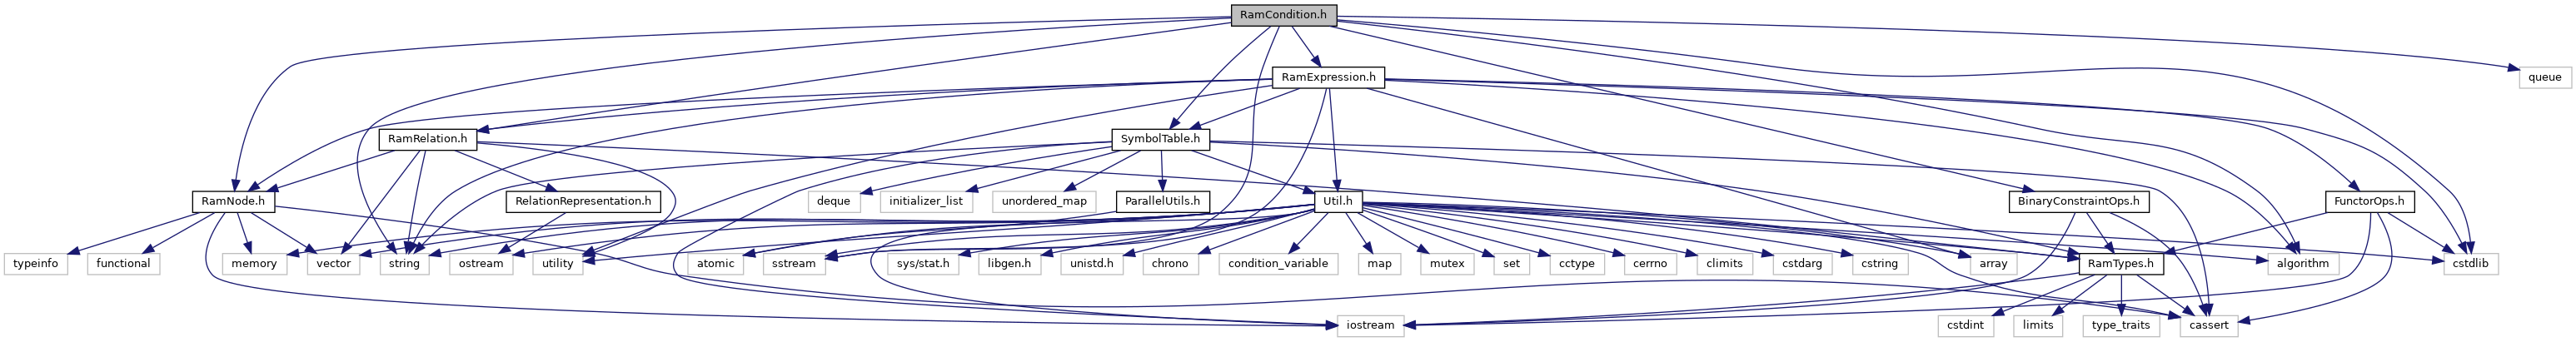 RamCondition.h
RamExpression.h
queue
RamRelation.h
SymbolTable.h
RamNode.h
RelationRepresentation.h
deque
initializer_list
unordered_map
ParallelUtils.h
Util.h
BinaryConstraintOps.h
FunctorOps.h
typeinfo
functional
memory
vector
string
ostream
utility
atomic
sstream
sys/stat.h
libgen.h
unistd.h
chrono
condition_variable
map
mutex
set
cctype
cerrno
climits
cstdarg
cstring
array
RamTypes.h
algorithm
cstdlib
iostream
cstdint
limits
type_traits
cassert